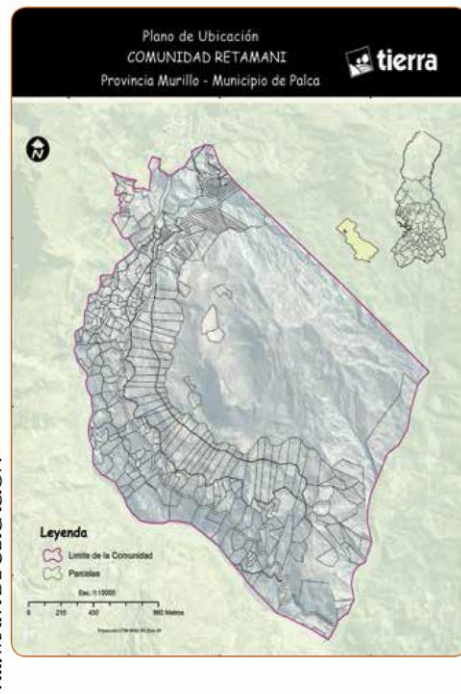 Plano de Ubicación
COMUNIDAD RETAMANI
Provincia Murillo - Municipio de Palca
tierra
N
Leyenda
Limite de la Comunidad
Parcelas
Esc.: 1:10000
0 215 430 860 Metros